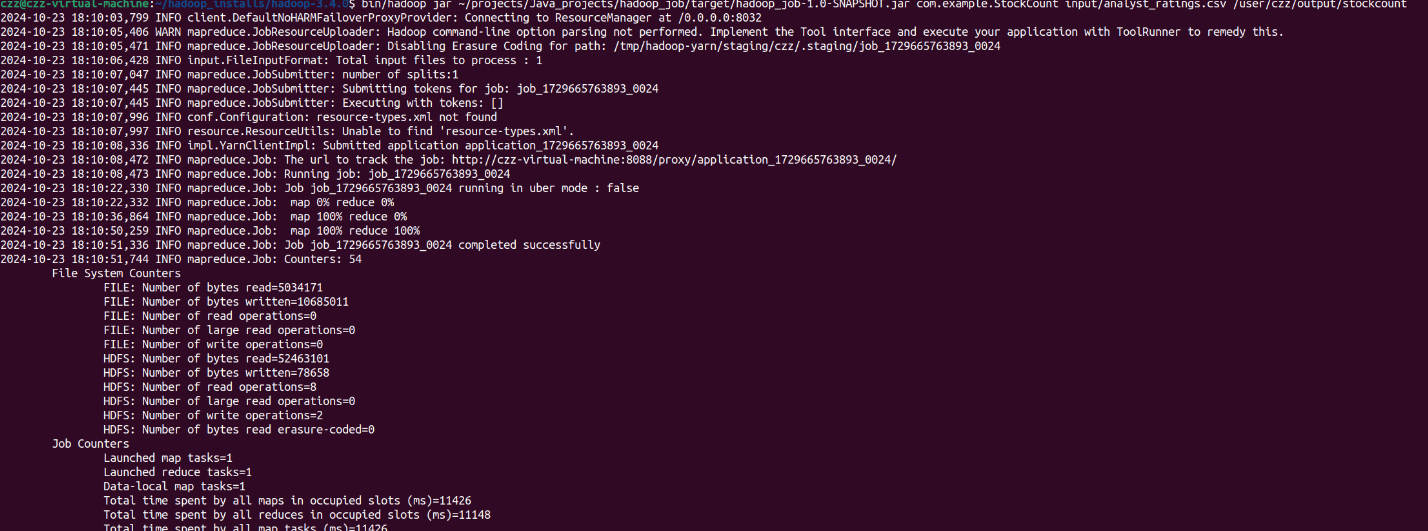 czz@czz-virtual-machine:~/hadoop_installs/hadoop-3.4.0$ bin/hadoop jar ~/projects/Java_projects/hadoop_job/target/hadoop_job-1.0-SNAPSHOT.jar com.example.StockCount input/analyst_ratings.csv /user/czz/output/stockcount
2024-10-23 18:10:03,799 INFO client.DefaultNoHARMFailoverProxyProvider: Connecting to ResourceManager at /0.0.0.0:8032
2024-10-23 18:10:05,406 WARN mapreduce.JobResourceUploader: Hadoop command-line option parsing not performed. Implement the Tool interface and execute your application with ToolRunner to remedy this.
2024-10-23 18:10:05,471 INFO mapreduce.JobResourceUploader: Disabling Erasure Coding for path: /tmp/hadoop-yarn/staging/czz/.staging/job_1729665763893_0024
2024-10-23 18:10:06,428 INFO input.FileInputFormat: Total input files to process : 1
2024-10-23 18:10:07,047 INFO mapreduce.JobSubmitter: number of splits:1
2024-10-23 18:10:07,445 INFO mapreduce.JobSubmitter: Submitting tokens for job: job_1729665763893_0024
2024-10-23 18:10:07,445 INFO mapreduce.JobSubmitter: Executing with tokens: []
2024-10-23 18:10:07,996 INFO conf.Configuration: resource-types.xml not found
2024-10-23 18:10:07,997 INFO resource.ResourceUtils: Unable to find 'resource-types.xml'.
2024-10-23 18:10:08,336 INFO impl.YarnClientImpl: Submitted application application_1729665763893_0024
2024-10-23 18:10:08,472 INFO mapreduce.Job: The url to track the job: http://czz-virtual-machine:8088/proxy/application_1729665763893_0024/
2024-10-23 18:10:08,473 INFO mapreduce.Job: Running job: job_1729665763893_0024
2024-10-23 18:10:22,330 INFO mapreduce.Job: Job job_1729665763893_0024 running in uber mode : false
2024-10-23 18:10:22,332 INFO mapreduce.Job:  map 0% reduce 0%
2024-10-23 18:10:36,864 INFO mapreduce.Job:  map 100% reduce 0%
2024-10-23 18:10:50,259 INFO mapreduce.Job:  map 100% reduce 100%
2024-10-23 18:10:51,336 INFO mapreduce.Job: Job job_1729665763893_0024 completed successfully
2024-10-23 18:10:51,744 INFO mapreduce.Job: Counters: 54
File System Counters
FILE: Number of bytes read=5034171
FILE: Number of bytes written=10685011
FILE: Number of read operations=0
FILE: Number of large read operations=0
FILE: Number of write operations=0
HDFS: Number of bytes read=52463101
HDFS: Number of bytes written=78658
HDFS: Number of read operations=8
HDFS: Number of large read operations=0
HDFS: Number of write operations=2
HDFS: Number of bytes read erasure-coded=0
Job Counters
Launched map tasks=1
Launched reduce tasks=1
Data-local map tasks=1
Total time spent by all maps in occupied slots (ms)=11426
Total time spent by all reduces in occupied slots (ms)=11148
Total time spent by all map tasks (ms)=11426